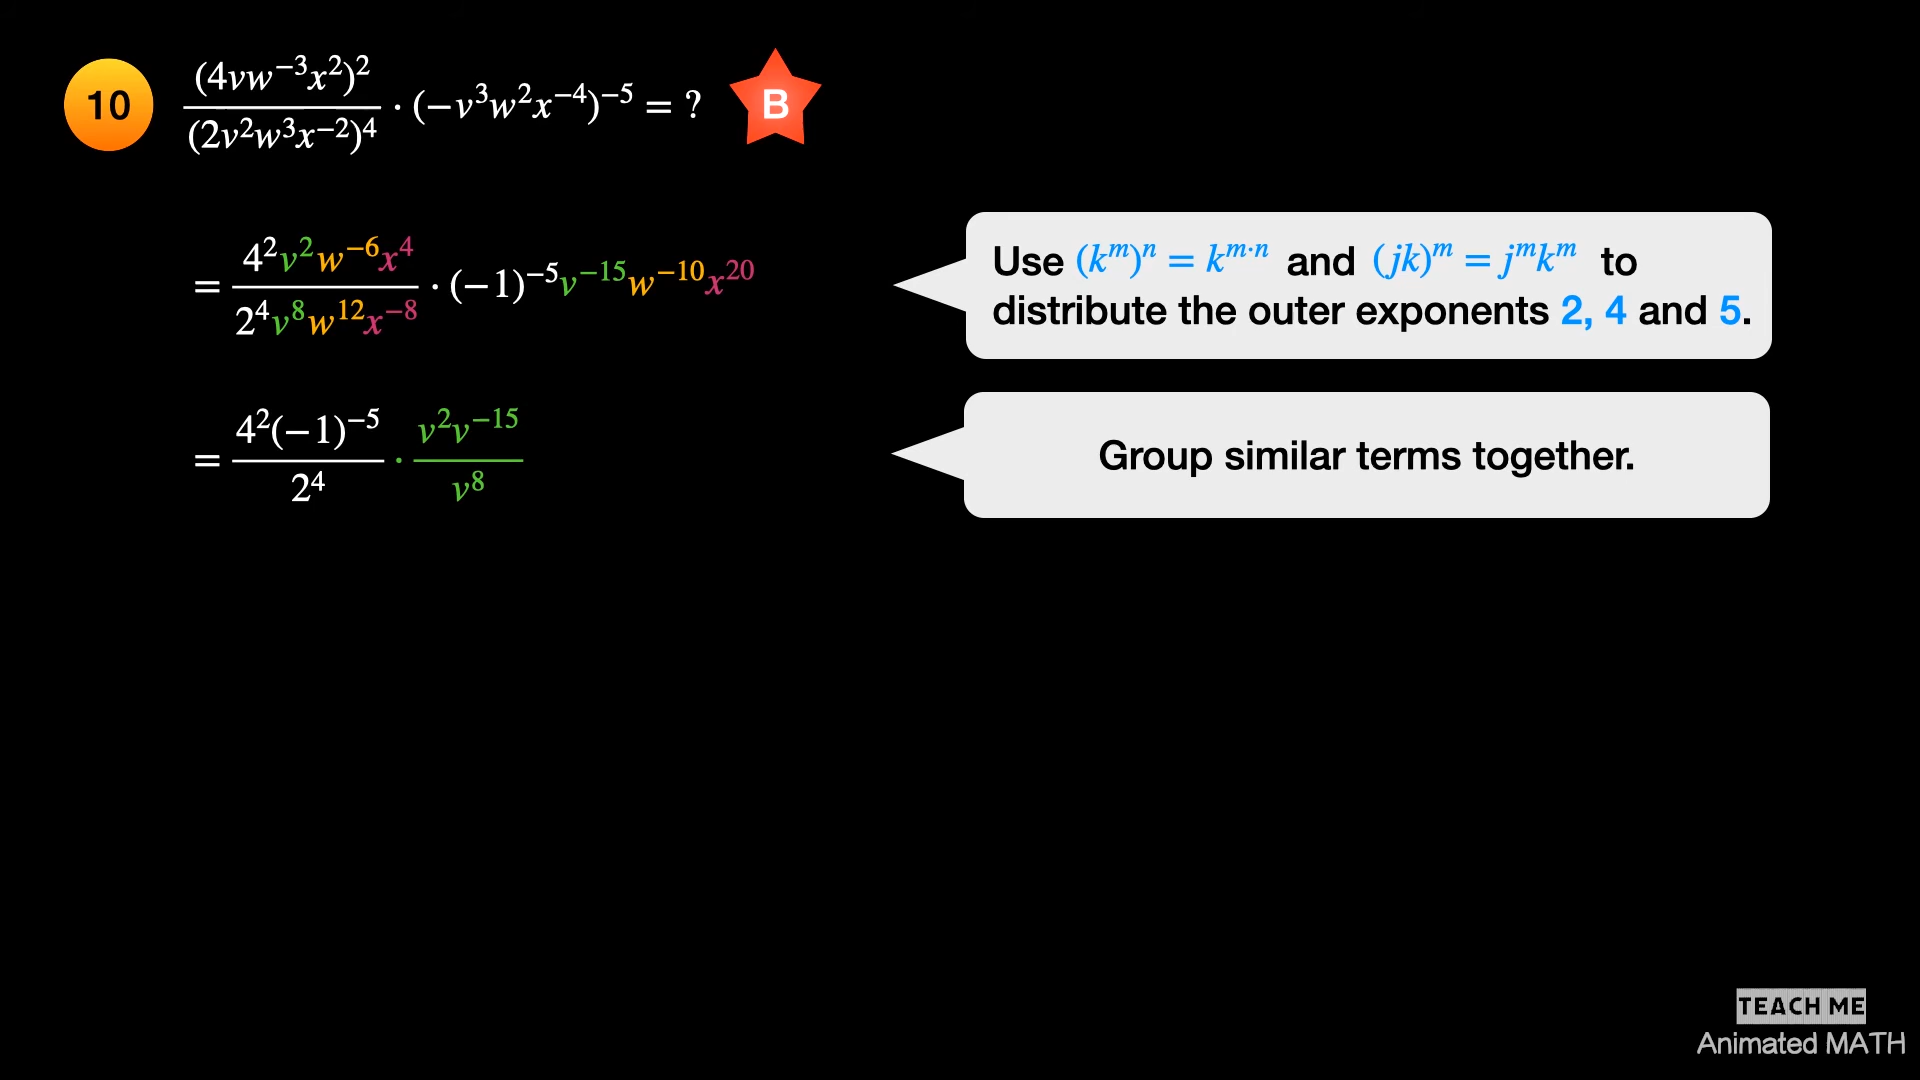 10 (4vw⁻³x²)² / (2v²w³x⁻²)⁴ · (−v³w²x⁻⁴)⁻⁵ = ? B
= 4²v²w⁻⁶x⁴ / 2⁴v⁸w¹²x⁻⁸ · (−1)⁻⁵v⁻¹⁵w⁻¹⁰x²⁰
Use (kᵐ)ⁿ = kᵐ·ⁿ and (jk)ᵐ = jᵐkᵐ to
distribute the outer exponents 2, 4 and 5.
= 4²(−1)⁻⁵ / 2⁴ · v²v⁻¹⁵ / v⁸
Group similar terms together.
TEACH ME
Animated MATH